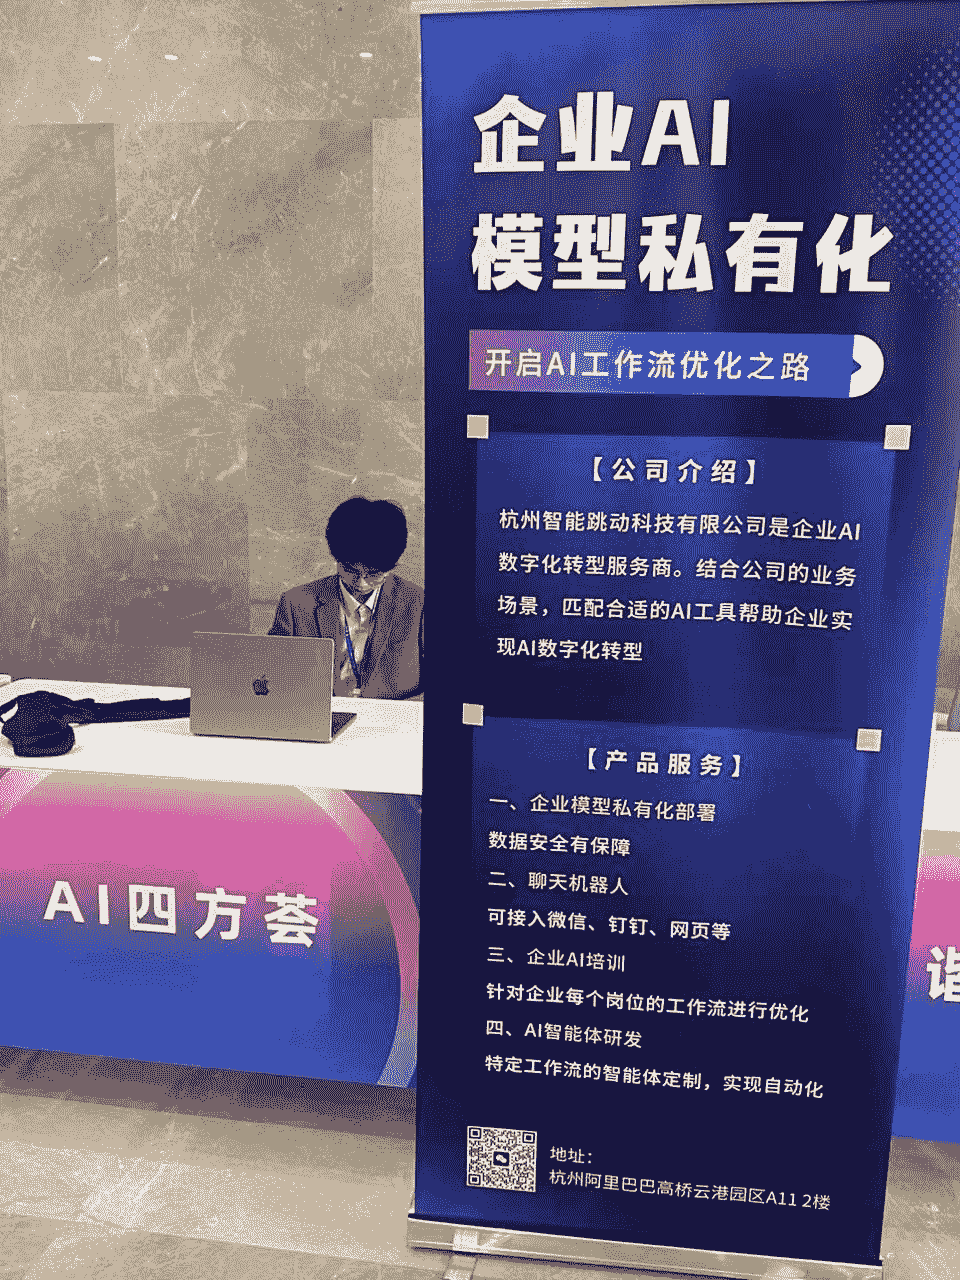 企业AI
模型私有化
开启AI工作流优化之路
【公司介绍】
杭州智能跳动科技有限公司是企业AI
数字化转型服务商。结合公司的业务
场景，匹配合适的AI工具帮助企业实
现AI数字化转型
【产品服务】
一、企业模型私有化部署
数据安全有保障
二、聊天机器人
可接入微信、钉钉、网页等
三、企业AI培训
针对企业每个岗位的工作流进行优化
四、AI智能体研发
特定工作流的智能体定制，实现自动化
地址：
杭州阿里巴巴高桥云港园区A11 2楼
AI四方荟